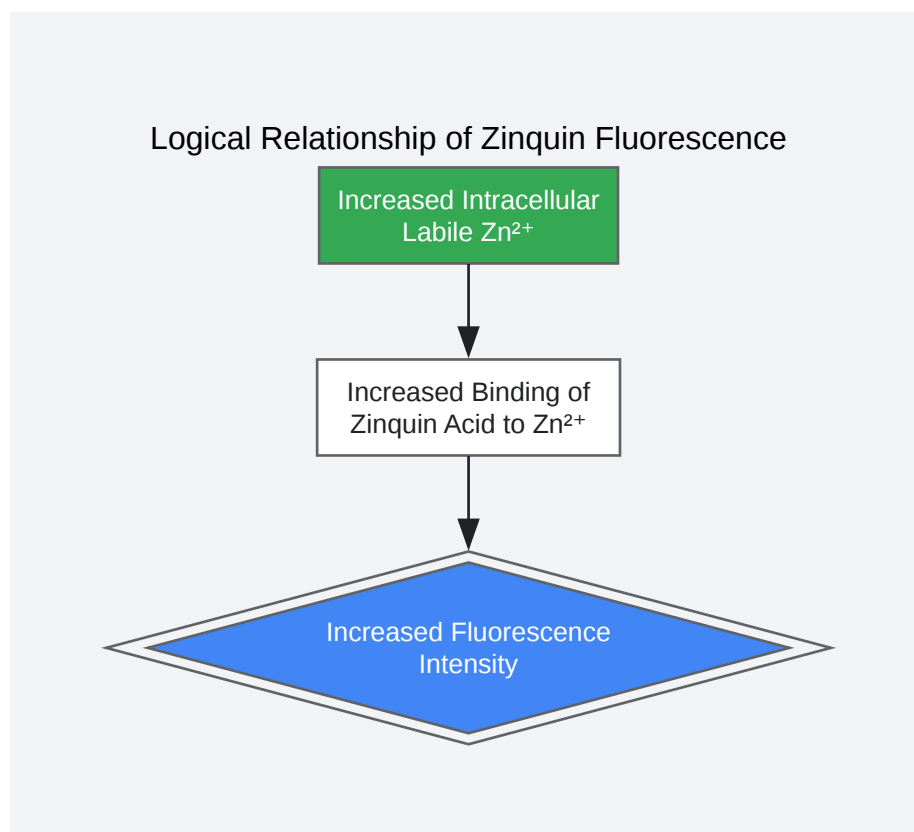 Logical Relationship of Zinquin Fluorescence
Increased Intracellular
Labile Zn²⁺
Increased Binding of
Zinquin Acid to Zn²⁺
Increased Fluorescence
Intensity